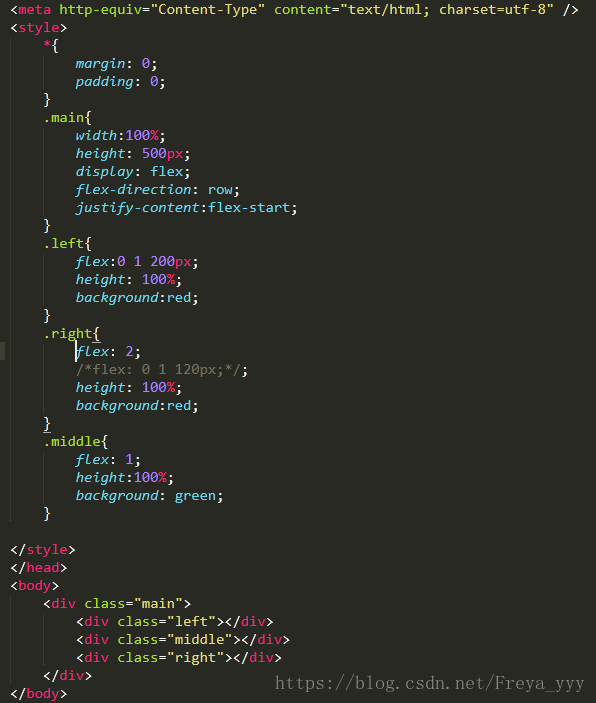 <meta http-equiv="Content-Type" content="text/html; charset=utf-8" />
<style>
    *{
        margin: 0;
        padding: 0;
    }
    .main{
        width:100%;
        height: 500px;
        display: flex;
        flex-direction: row;
        justify-content:flex-start;
    }
    .left{
        flex:0 1 200px;
        height: 100%;
        background:red;
    }
    .right{
        flex: 2;
        /*flex: 0 1 120px;*/;
        height: 100%;
        background:red;
    }
    .middle{
        flex: 1;
        height:100%;
        background: green;
    }

</style>
</head>
<body>
    <div class="main">
        <div class="left"></div>
        <div class="middle"></div>
        <div class="right"></div>
    </div>
</body>
https://blog.csdn.net/Freya_yyy